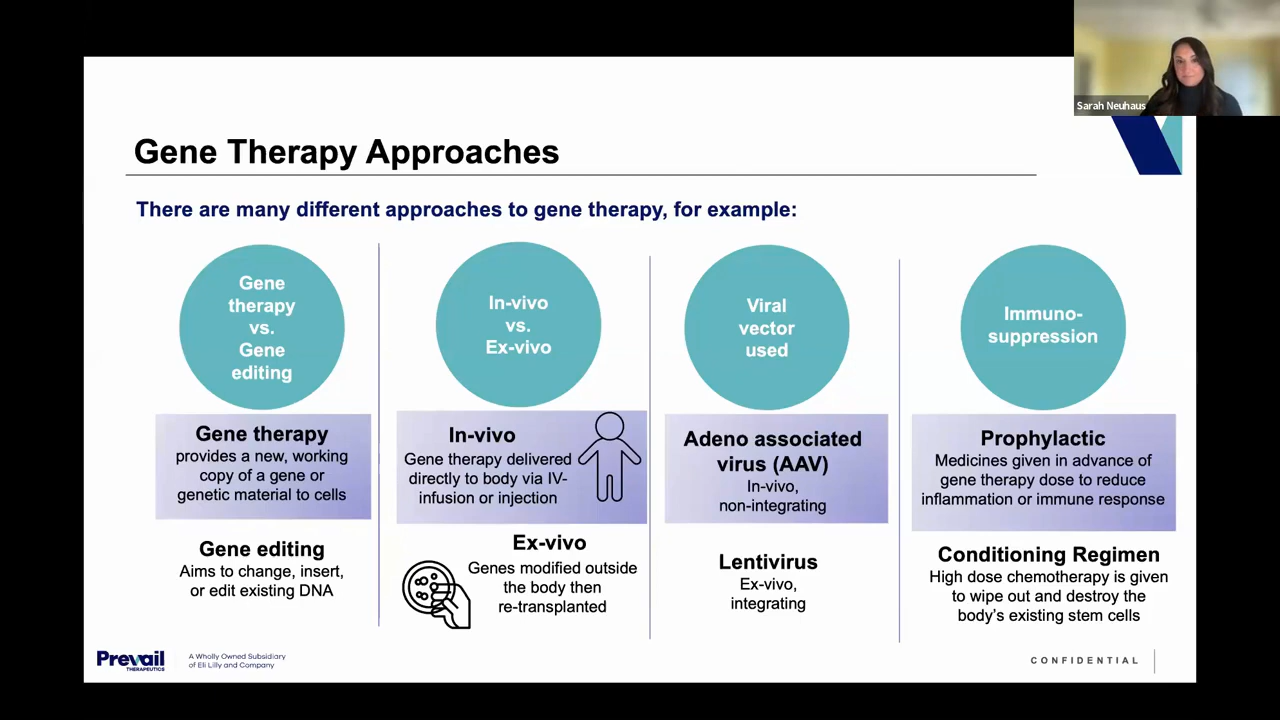 Sarah Neuhaus
Gene Therapy Approaches
There are many different approaches to gene therapy, for example:
Gene
therapy
vs.
Gene
editing
Gene therapy
provides a new, working
copy of a gene or
genetic material to cells
Gene editing
Aims to change, insert,
or edit existing DNA
In-vivo
vs.
Ex-vivo
In-vivo
Gene therapy delivered
directly to body via IV-
infusion or injection
Ex-vivo
Genes modified outside
the body then
re-transplanted
Viral
vector
used
Adeno associated
virus (AAV)
In-vivo,
non-integrating
Lentivirus
Ex-vivo,
integrating
Immuno-
suppression
Prophylactic
Medicines given in advance of
gene therapy dose to reduce
inflammation or immune response
Conditioning Regimen
High dose chemotherapy is given
to wipe out and destroy the
body's existing stem cells
Prevail
THERAPEUTICS
A Wholly Owned Subsidiary
of Eli Lilly and Company
CONFIDENTIAL